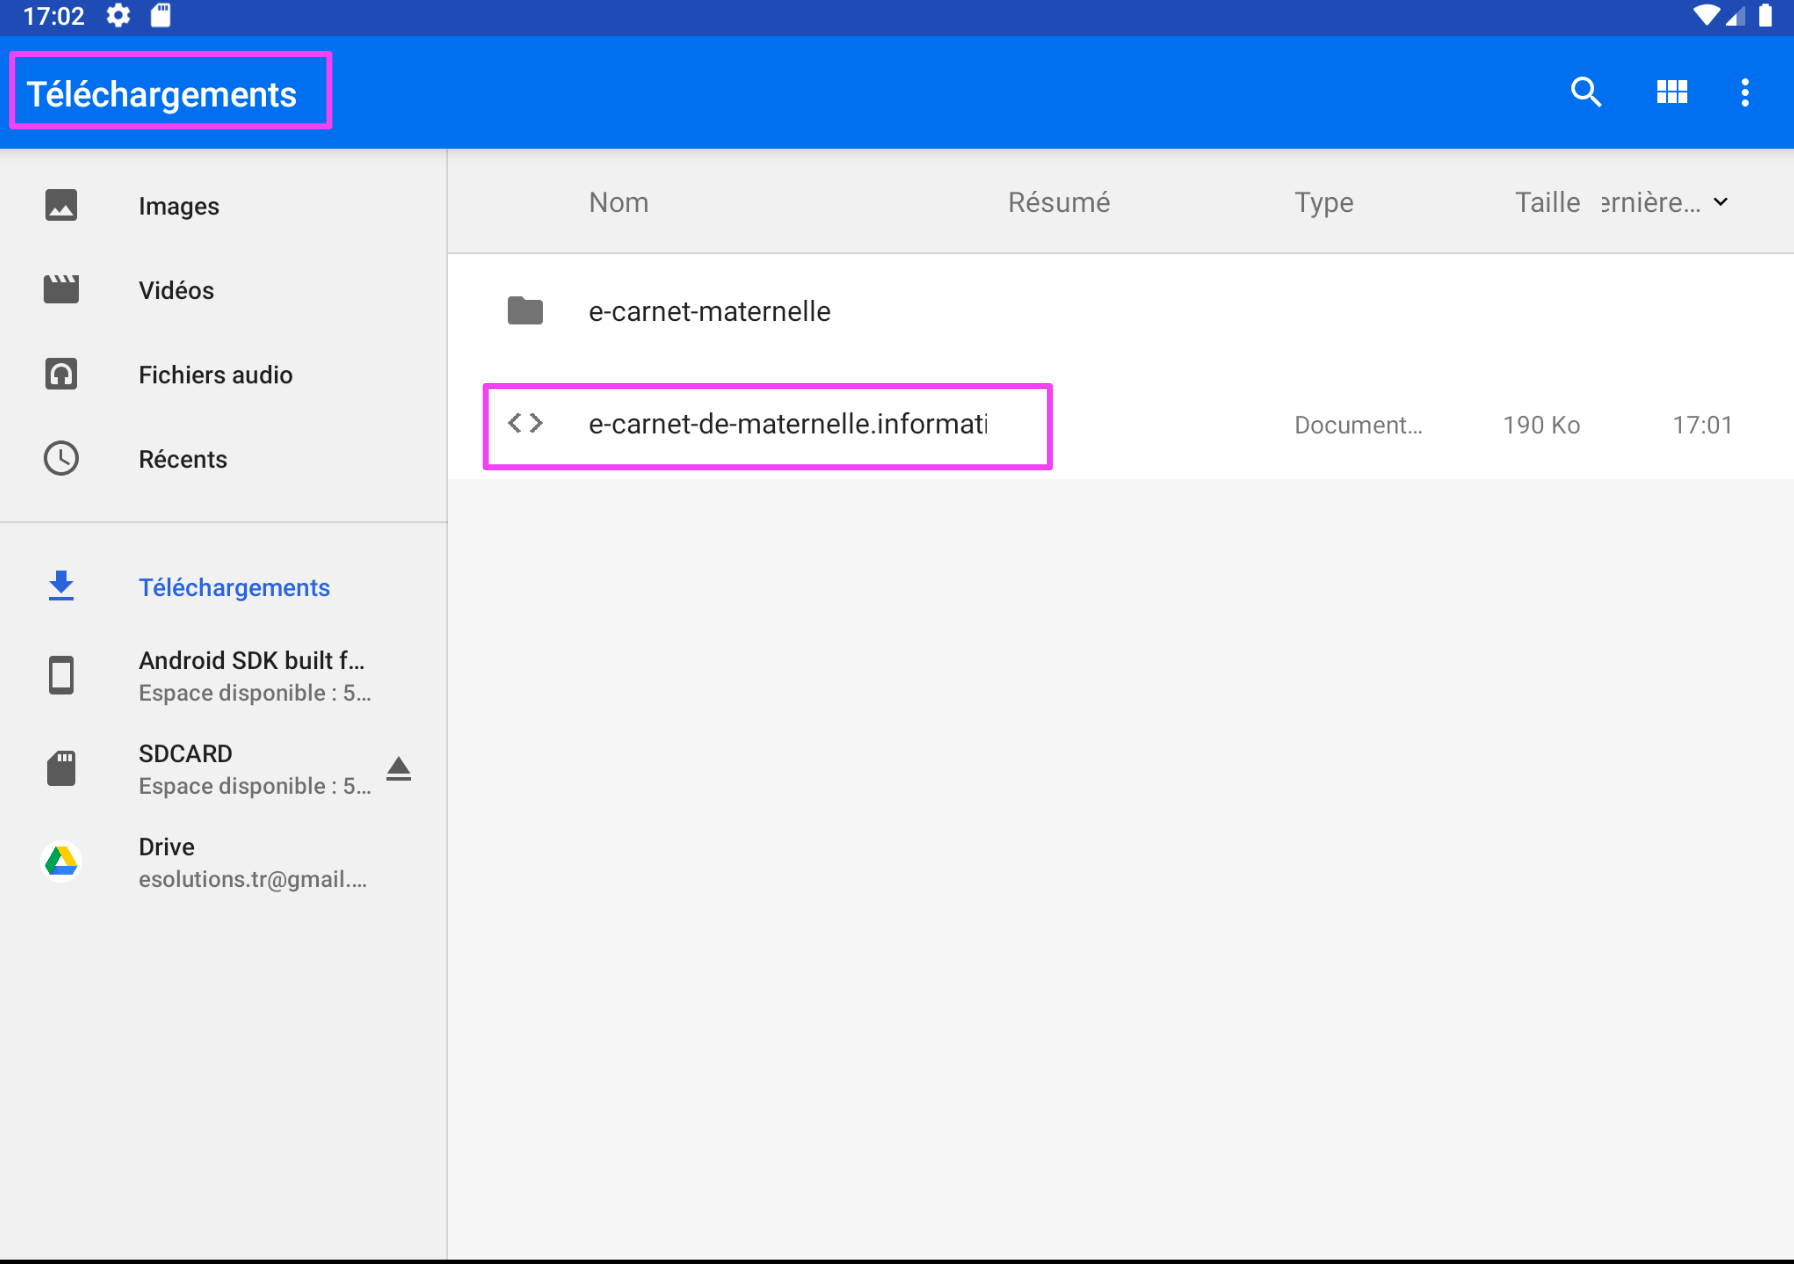 17:02
Téléchargements
Images
Vidéos
Fichiers audio
Récents
Téléchargements
Android SDK built f...
Espace disponible : 5...
SDCARD
Espace disponible : 5...
Drive
esolutions.tr@gmail....
Nom Résumé Type Taille ernière...
e-carnet-maternelle
e-carnet-de-maternelle.informati Document... 190 Ko 17:01